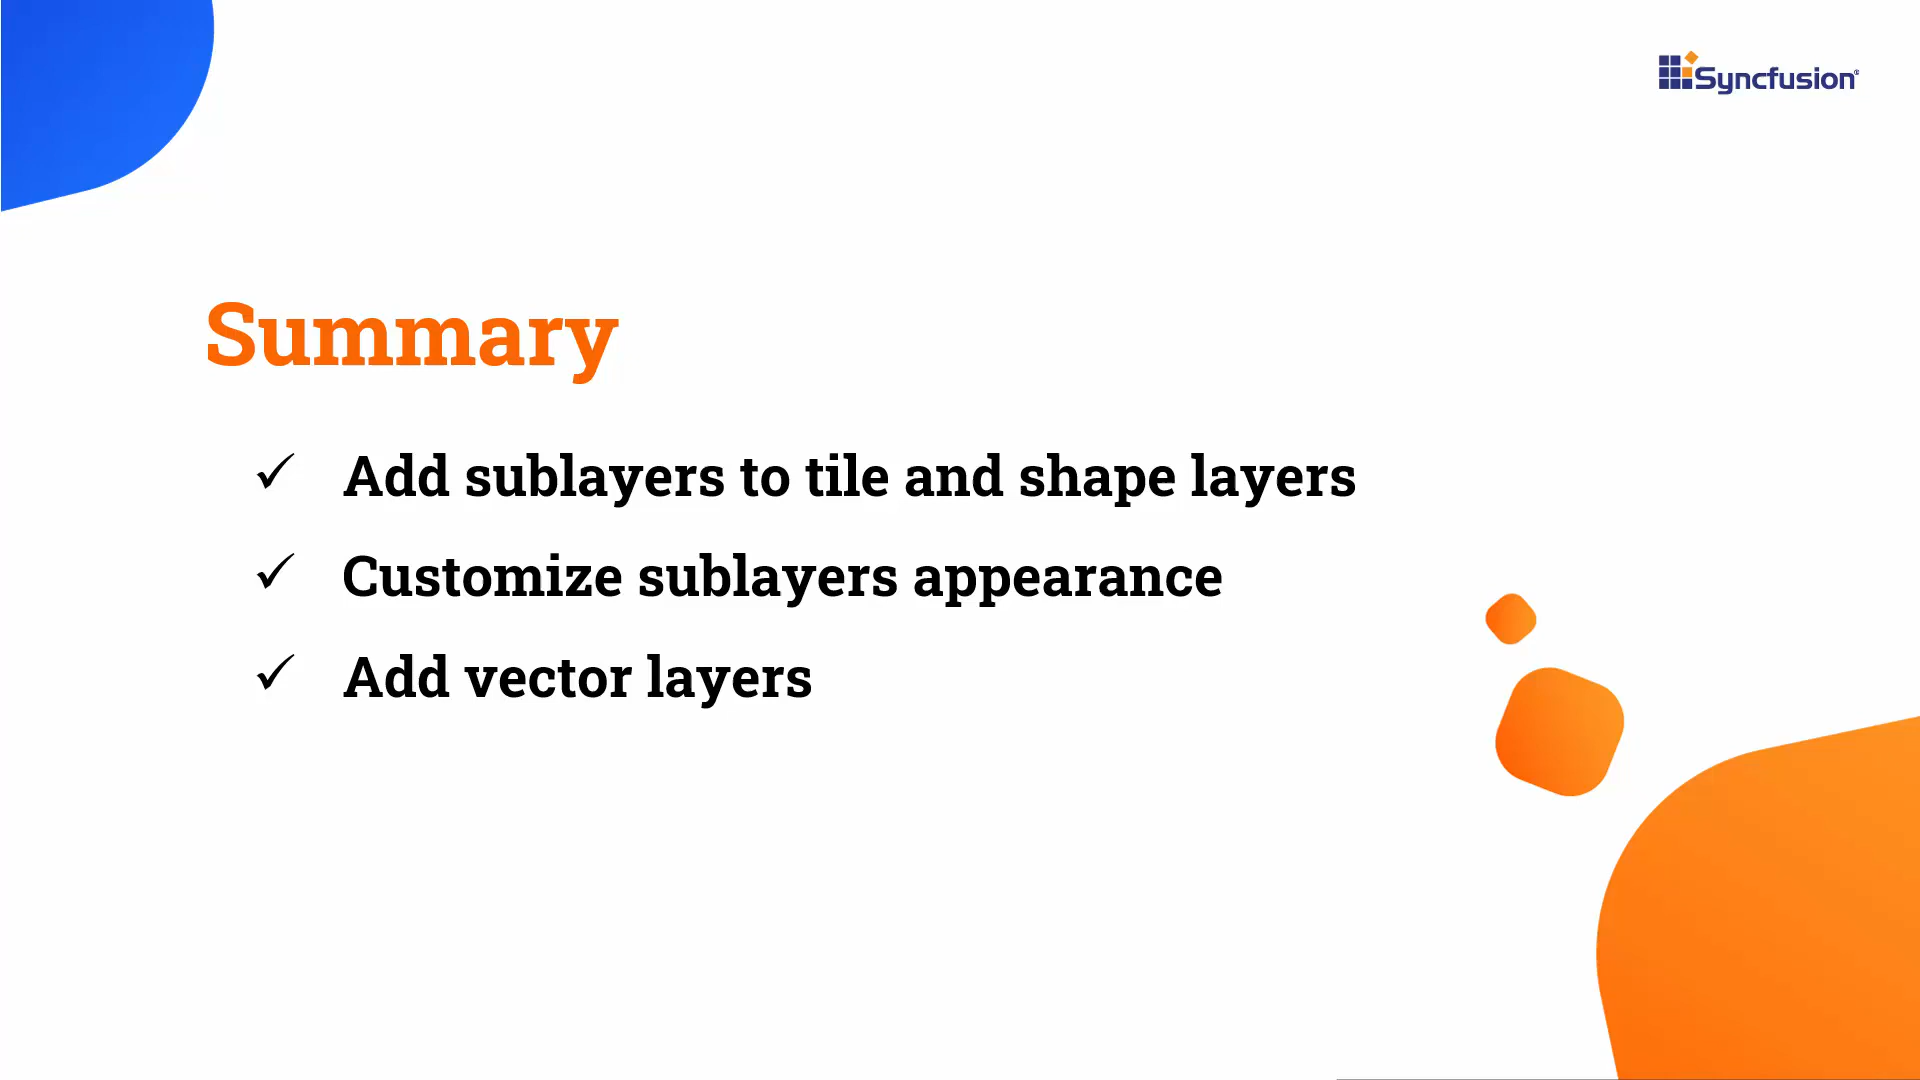 Syncfusion®
Summary
✓ Add sublayers to tile and shape layers
✓ Customize sublayers appearance
✓ Add vector layers